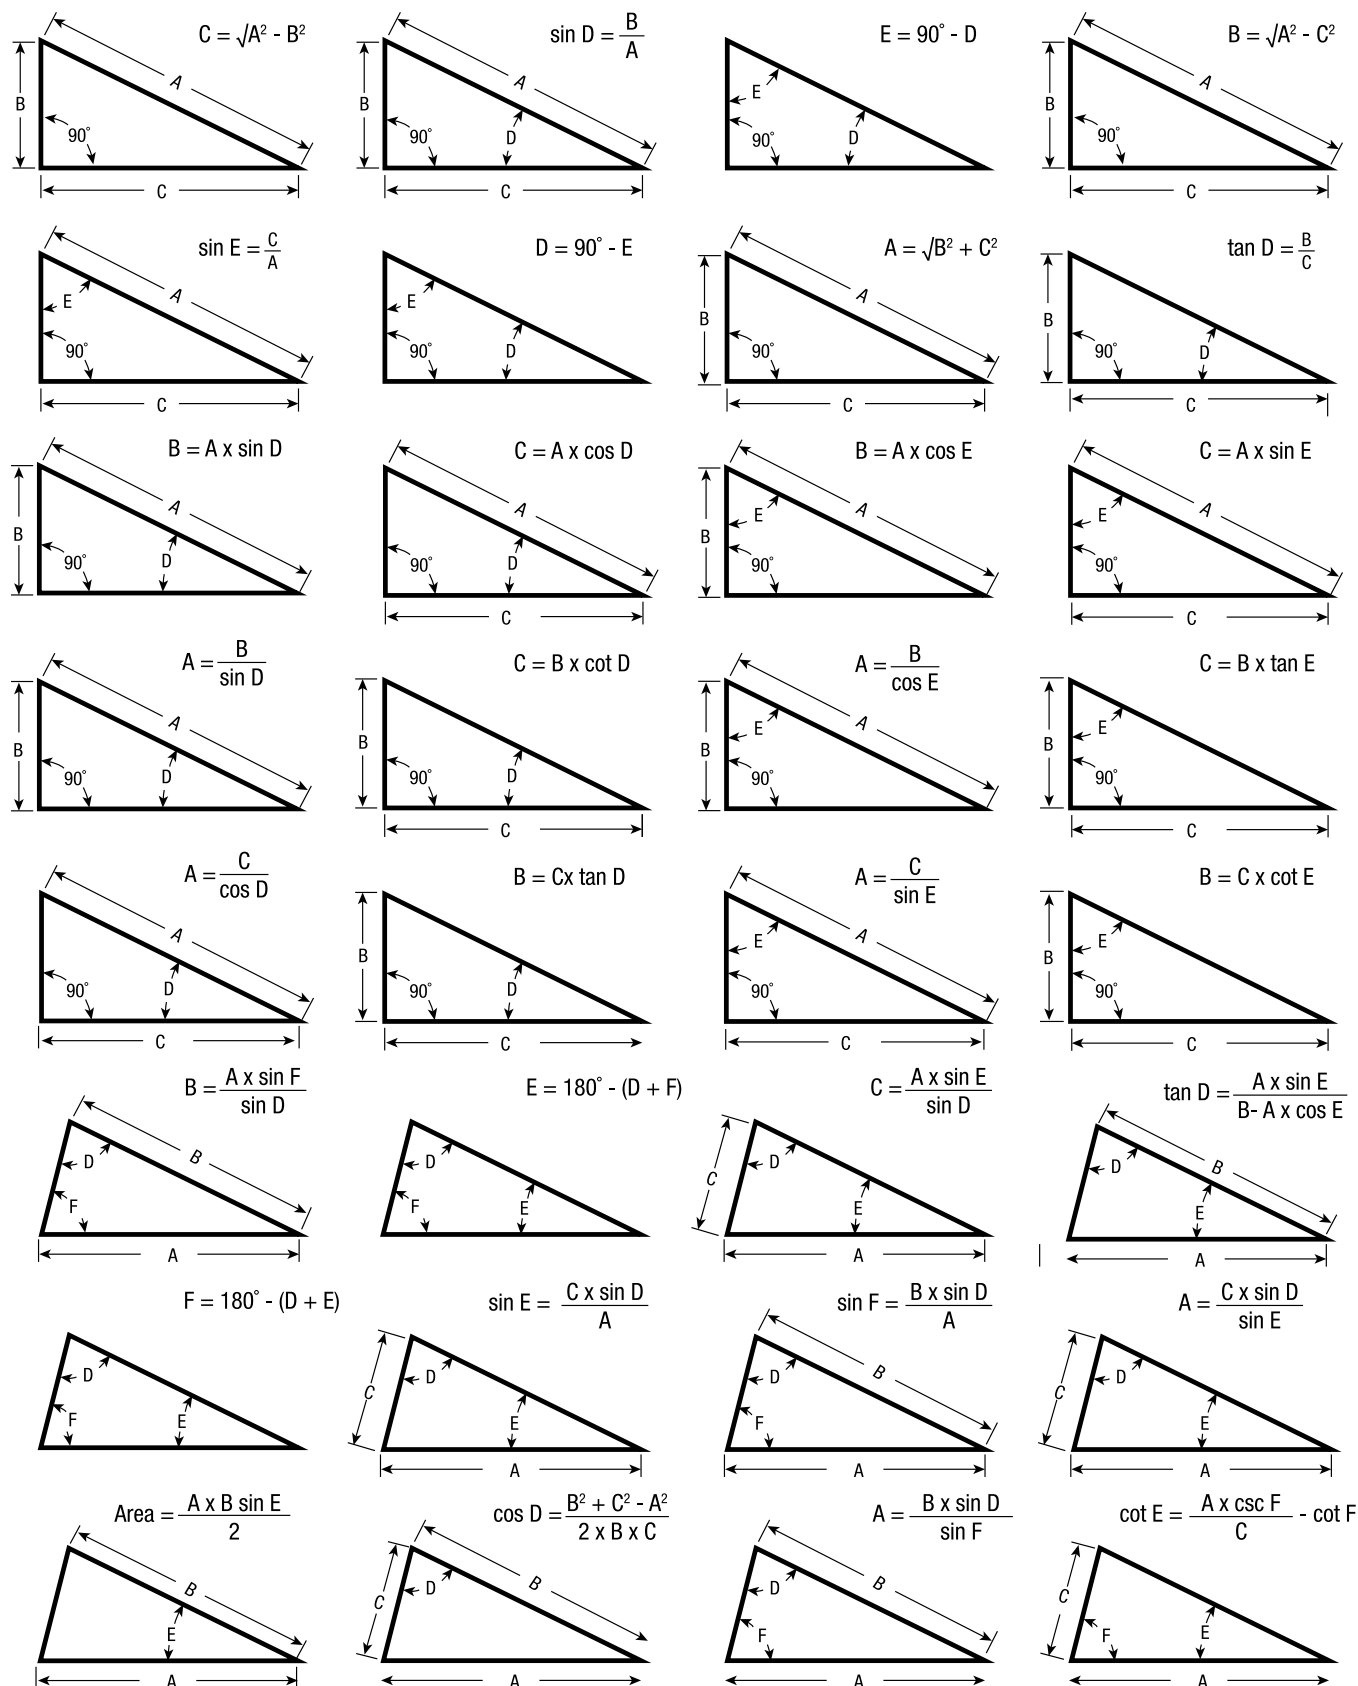 C = √A² - B²
A
B
90°
C
sin D = B
A
A
B
90°
D
C
E = 90° - D
E
90°
D
B = √A² - C²
A
B
90°
C
sin E = C
A
A
E
90°
C
D = 90° - E
E
90°
D
A = √B² + C²
A
B
90°
C
tan D = B
C
B
90°
D
C
B = A x sin D
A
B
90°
D
C = A x cos D
A
90°
D
C
B = A x cos E
A
E
B
90°
C = A x sin E
A
E
90°
C
A = B
sin D
A
B
90°
D
C = B x cot D
B
90°
D
C
A = B
cos E
A
E
B
90°
C = B x tan E
E
B
90°
C
A = C
cos D
A
90°
D
C
B = Cx tan D
B
90°
D
C
A = C
sin E
E
A
90°
C
B = C x cot E
E
B
90°
C
B = A x sin F
sin D
D
B
F
A
E = 180° - (D + F)
D
F
E
C = A x sin E
sin D
D
C
E
A
tan D = A x sin E
B- A x cos E
D
B
E
A
F = 180° - (D + E)
D
F
E
sin E = C x sin D
A
D
C
E
A
sin F = B x sin D
A
D
B
F
A
A = C x sin D
sin E
D
C
E
A
Area = A x B sin E
2
B
E
A
cos D = B² + C² - A²
2 x B x C
D
B
C
A
A = B x sin D
sin F
D
B
F
A
cot E = A x csc F - cot F
C
C
F
E
A